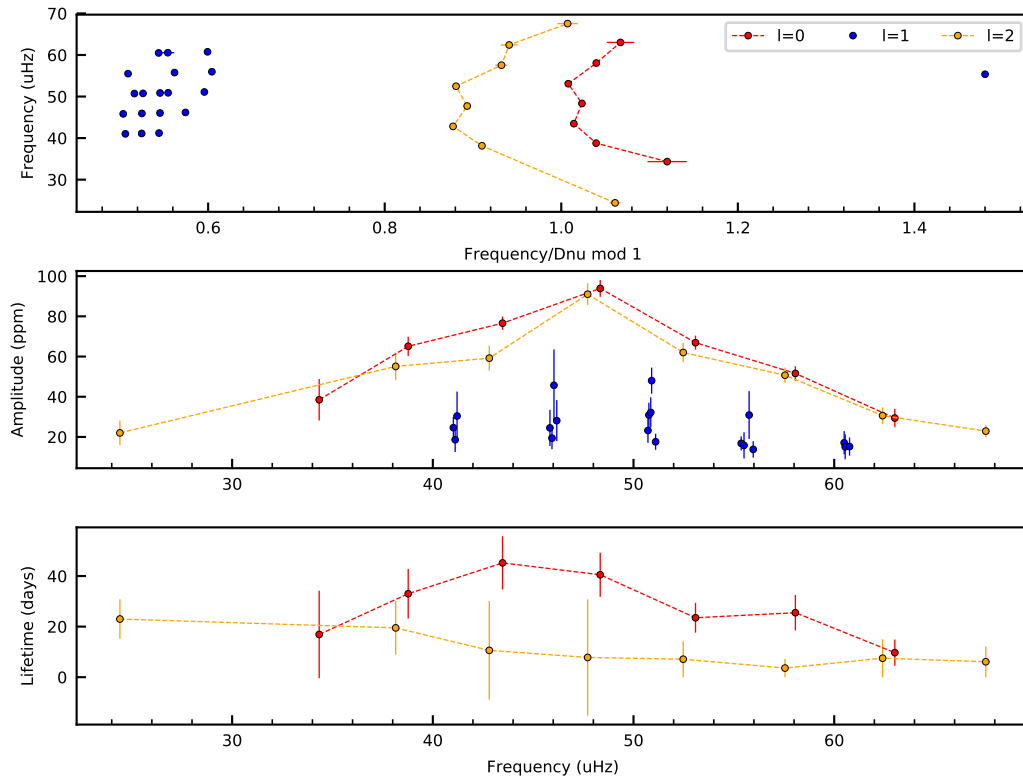 70
60
50
40
30
Frequency (uHz)
l=0 l=1 l=2
0.6 0.8 1.0 1.2 1.4
Frequency/Dnu mod 1
100
80
60
40
20
Amplitude (ppm)
30 40 50 60
40
20
0
Lifetime (days)
30 40 50 60
Frequency (uHz)